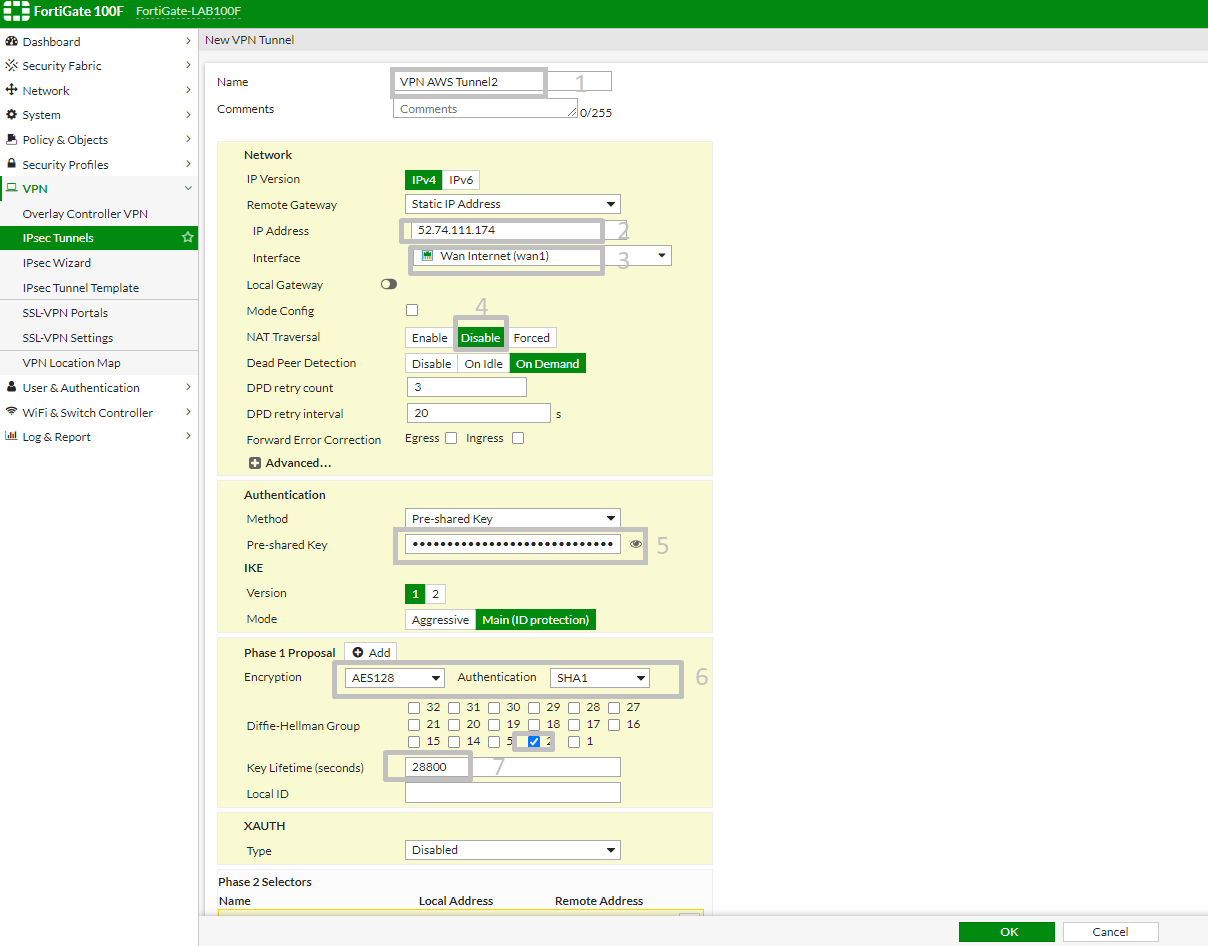 FortiGate 100F FortiGate-LAB100F
Dashboard
Security Fabric
Network
System
Policy & Objects
Security Profiles
VPN
Overlay Controller VPN
IPsec Tunnels
IPsec Wizard
IPsec Tunnel Template
SSL-VPN Portals
SSL-VPN Settings
VPN Location Map
User & Authentication
WiFi & Switch Controller
Log & Report
New VPN Tunnel
Name VPN AWS Tunnel2 1
Comments Comments 0/255
Network
IP Version IPv4 IPv6
Remote Gateway Static IP Address
IP Address 52.74.111.174 2
Interface Wan Internet (wan1) 3
Local Gateway
Mode Config 4
NAT Traversal Enable Disable Forced
Dead Peer Detection Disable On Idle On Demand
DPD retry count 3
DPD retry interval 20 s
Forward Error Correction Egress Ingress
Advanced...
Authentication
Method Pre-shared Key
Pre-shared Key ••••••••••••••••••••••••••••• 5
IKE
Version 1 2
Mode Aggressive Main (ID protection)
Phase 1 Proposal Add
Encryption AES128 Authentication SHA1 6
32 31 30 29 28 27
Diffie-Hellman Group 21 20 19 18 17 16
15 14 5 2 1
Key Lifetime (seconds) 28800 7
Local ID
XAUTH
Type Disabled
Phase 2 Selectors
Name Local Address Remote Address
OK Cancel